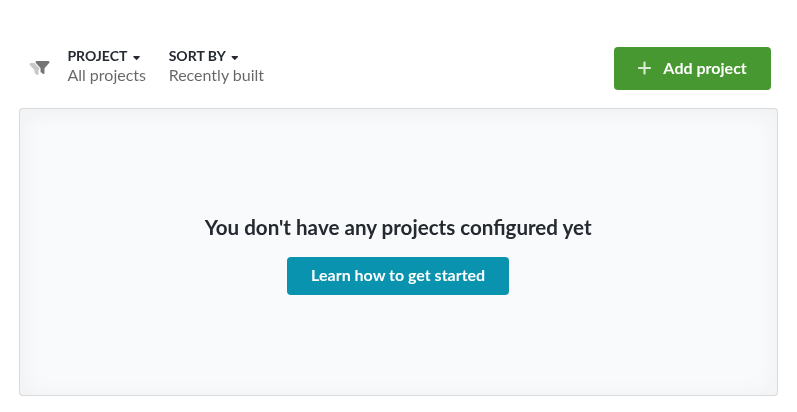 PROJECT
All projects
SORT BY
Recently built
Add project
You don't have any projects configured yet
Learn how to get started